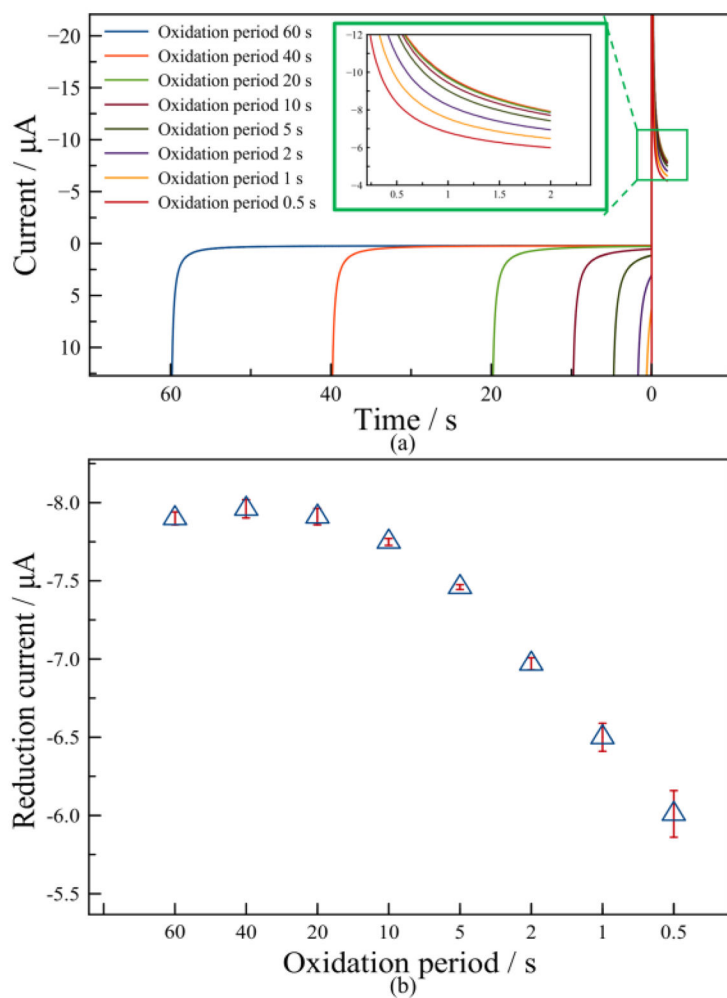 -20
-15
-10
-5
0
5
10
Current / μA
Oxidation period 60 s
Oxidation period 40 s
Oxidation period 20 s
Oxidation period 10 s
Oxidation period 5 s
Oxidation period 2 s
Oxidation period 1 s
Oxidation period 0.5 s
-12
-10
-8
-6
-4
0.5 1 1.5 2
60 40 20 0
Time / s
(a)
-8.0
-7.5
-7.0
-6.5
-6.0
-5.5
Reduction current / μA
60 40 20 10 5 2 1 0.5
Oxidation period / s
(b)